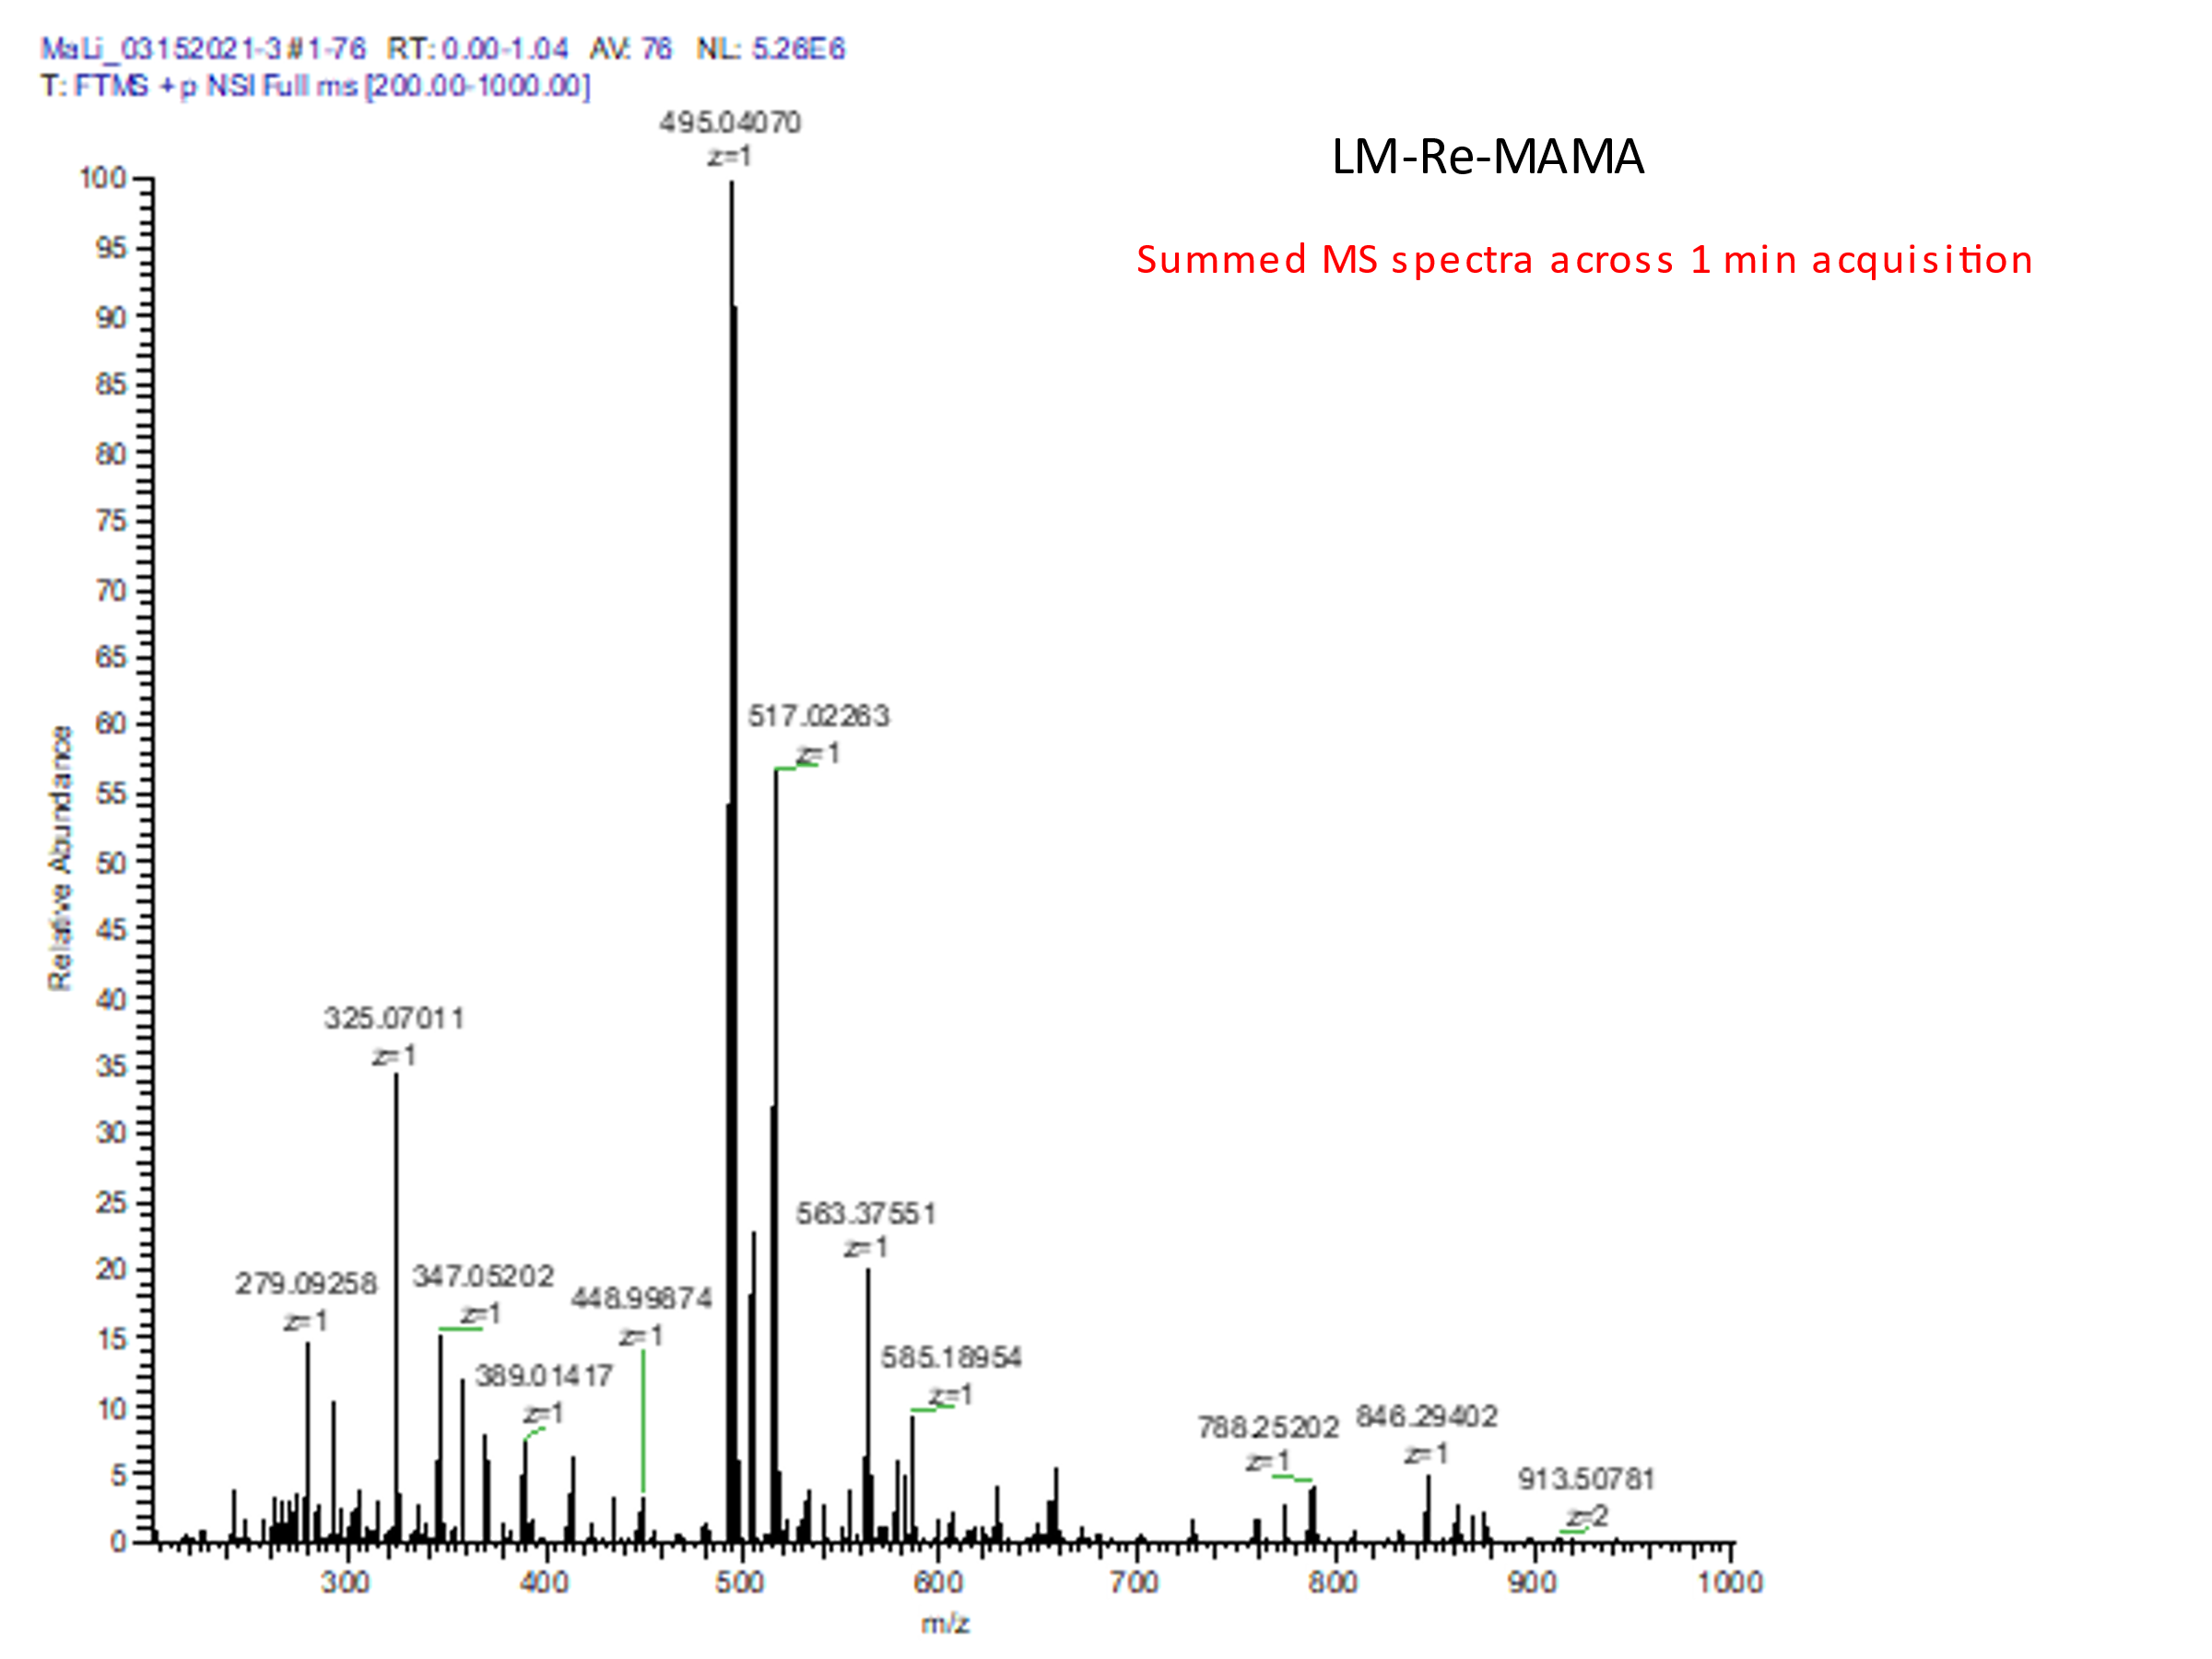 MaLi_03152021-3#1-76 RT: 0.00-1.04 AV: 76 NL: 5.26E6
T: FTMS + p NSI Full ms [200.00-1000.00]
LM-Re-MAMA
Summed MS spectra across 1 min acquisition
495.04070
z=1
517.02263
z=1
325.07011
z=1
563.37551
z=1
279.09258
z=1
347.05202
z=1
448.99874
z=1
389.01417
z=1
585.18954
z=1
788.25202
z=1
846.29402
z=1
913.50781
z=2
100
95
90
85
80
75
70
65
60
55
50
45
40
35
30
25
20
15
10
5
0
Relative Abundance
300 400 500 600 700 800 900 1000
m/z